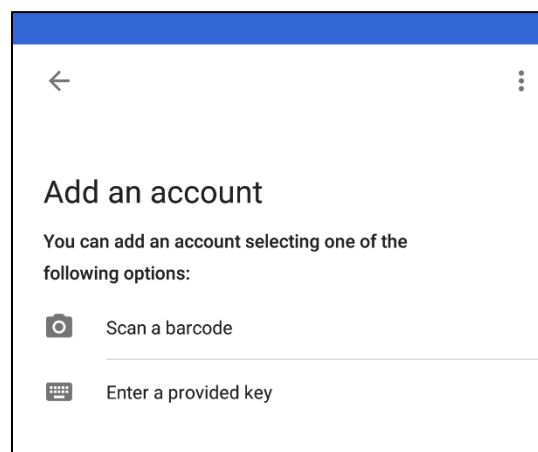 Add an account
You can add an account selecting one of the
following options:
Scan a barcode
Enter a provided key